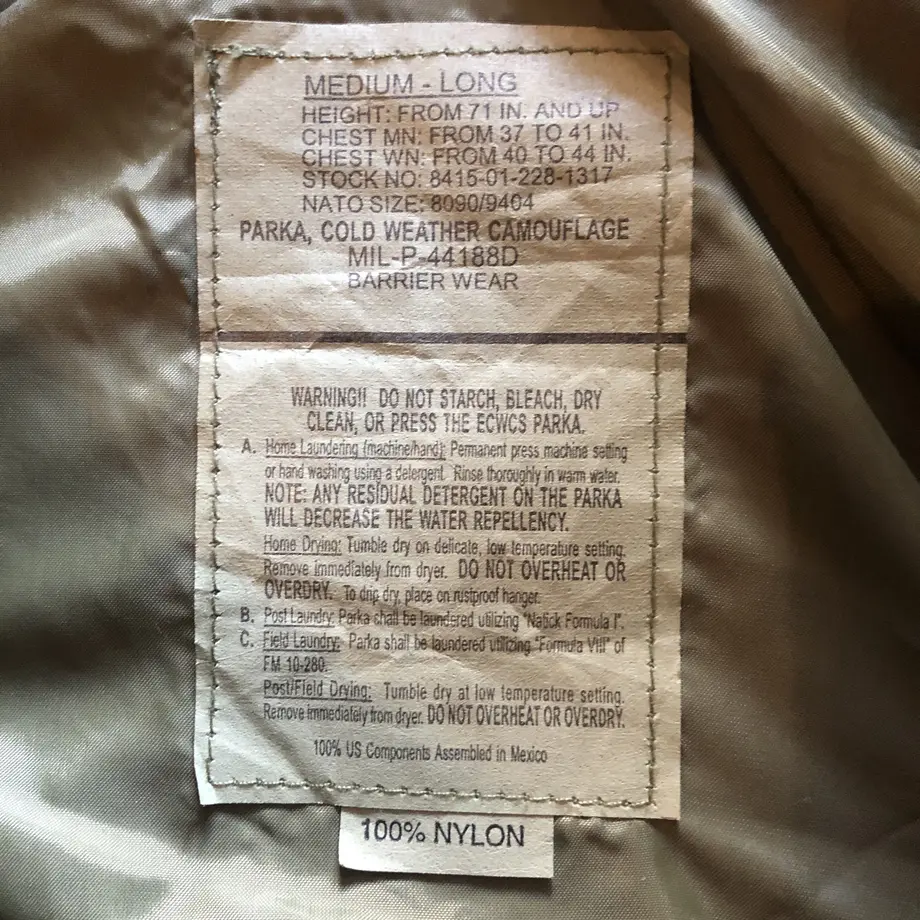 MEDIUM - LONG
HEIGHT: FROM 71 IN. AND UP
CHEST MN: FROM 37 TO 41 IN.
CHEST WN: FROM 40 TO 44 IN.
STOCK NO: 8415-01-228-1317
NATO SIZE: 8090/9404
PARKA, COLD WEATHER CAMOUFLAGE
MIL-P-44188D
BARRIER WEAR
WARNING!! DO NOT STARCH, BLEACH, DRY
CLEAN, OR PRESS THE ECWCS PARKA.
A. Home Laundering (machine/hand): Permanent press machine setting
or hand washing using a detergent. Rinse thoroughly in warm water.
NOTE: ANY RESIDUAL DETERGENT ON THE PARKA
WILL DECREASE THE WATER REPELLENCY.
Home Drying: Tumble dry on delicate, low temperature setting.
Remove immediately from dryer. DO NOT OVERHEAT OR
OVERDRY. To drip dry, place on rustproof hanger.
B. Post Laundry: Parka shall be laundered utilizing "Natick Formula I".
C. Field Laundry: Parka shall be laundered utilizing "Formula VIII" of
FM 10-280.
Post/Field Drying: Tumble dry at low temperature setting.
Remove immediately from dryer. DO NOT OVERHEAT OR OVERDRY.
100% US Components Assembled in Mexico
100% NYLON